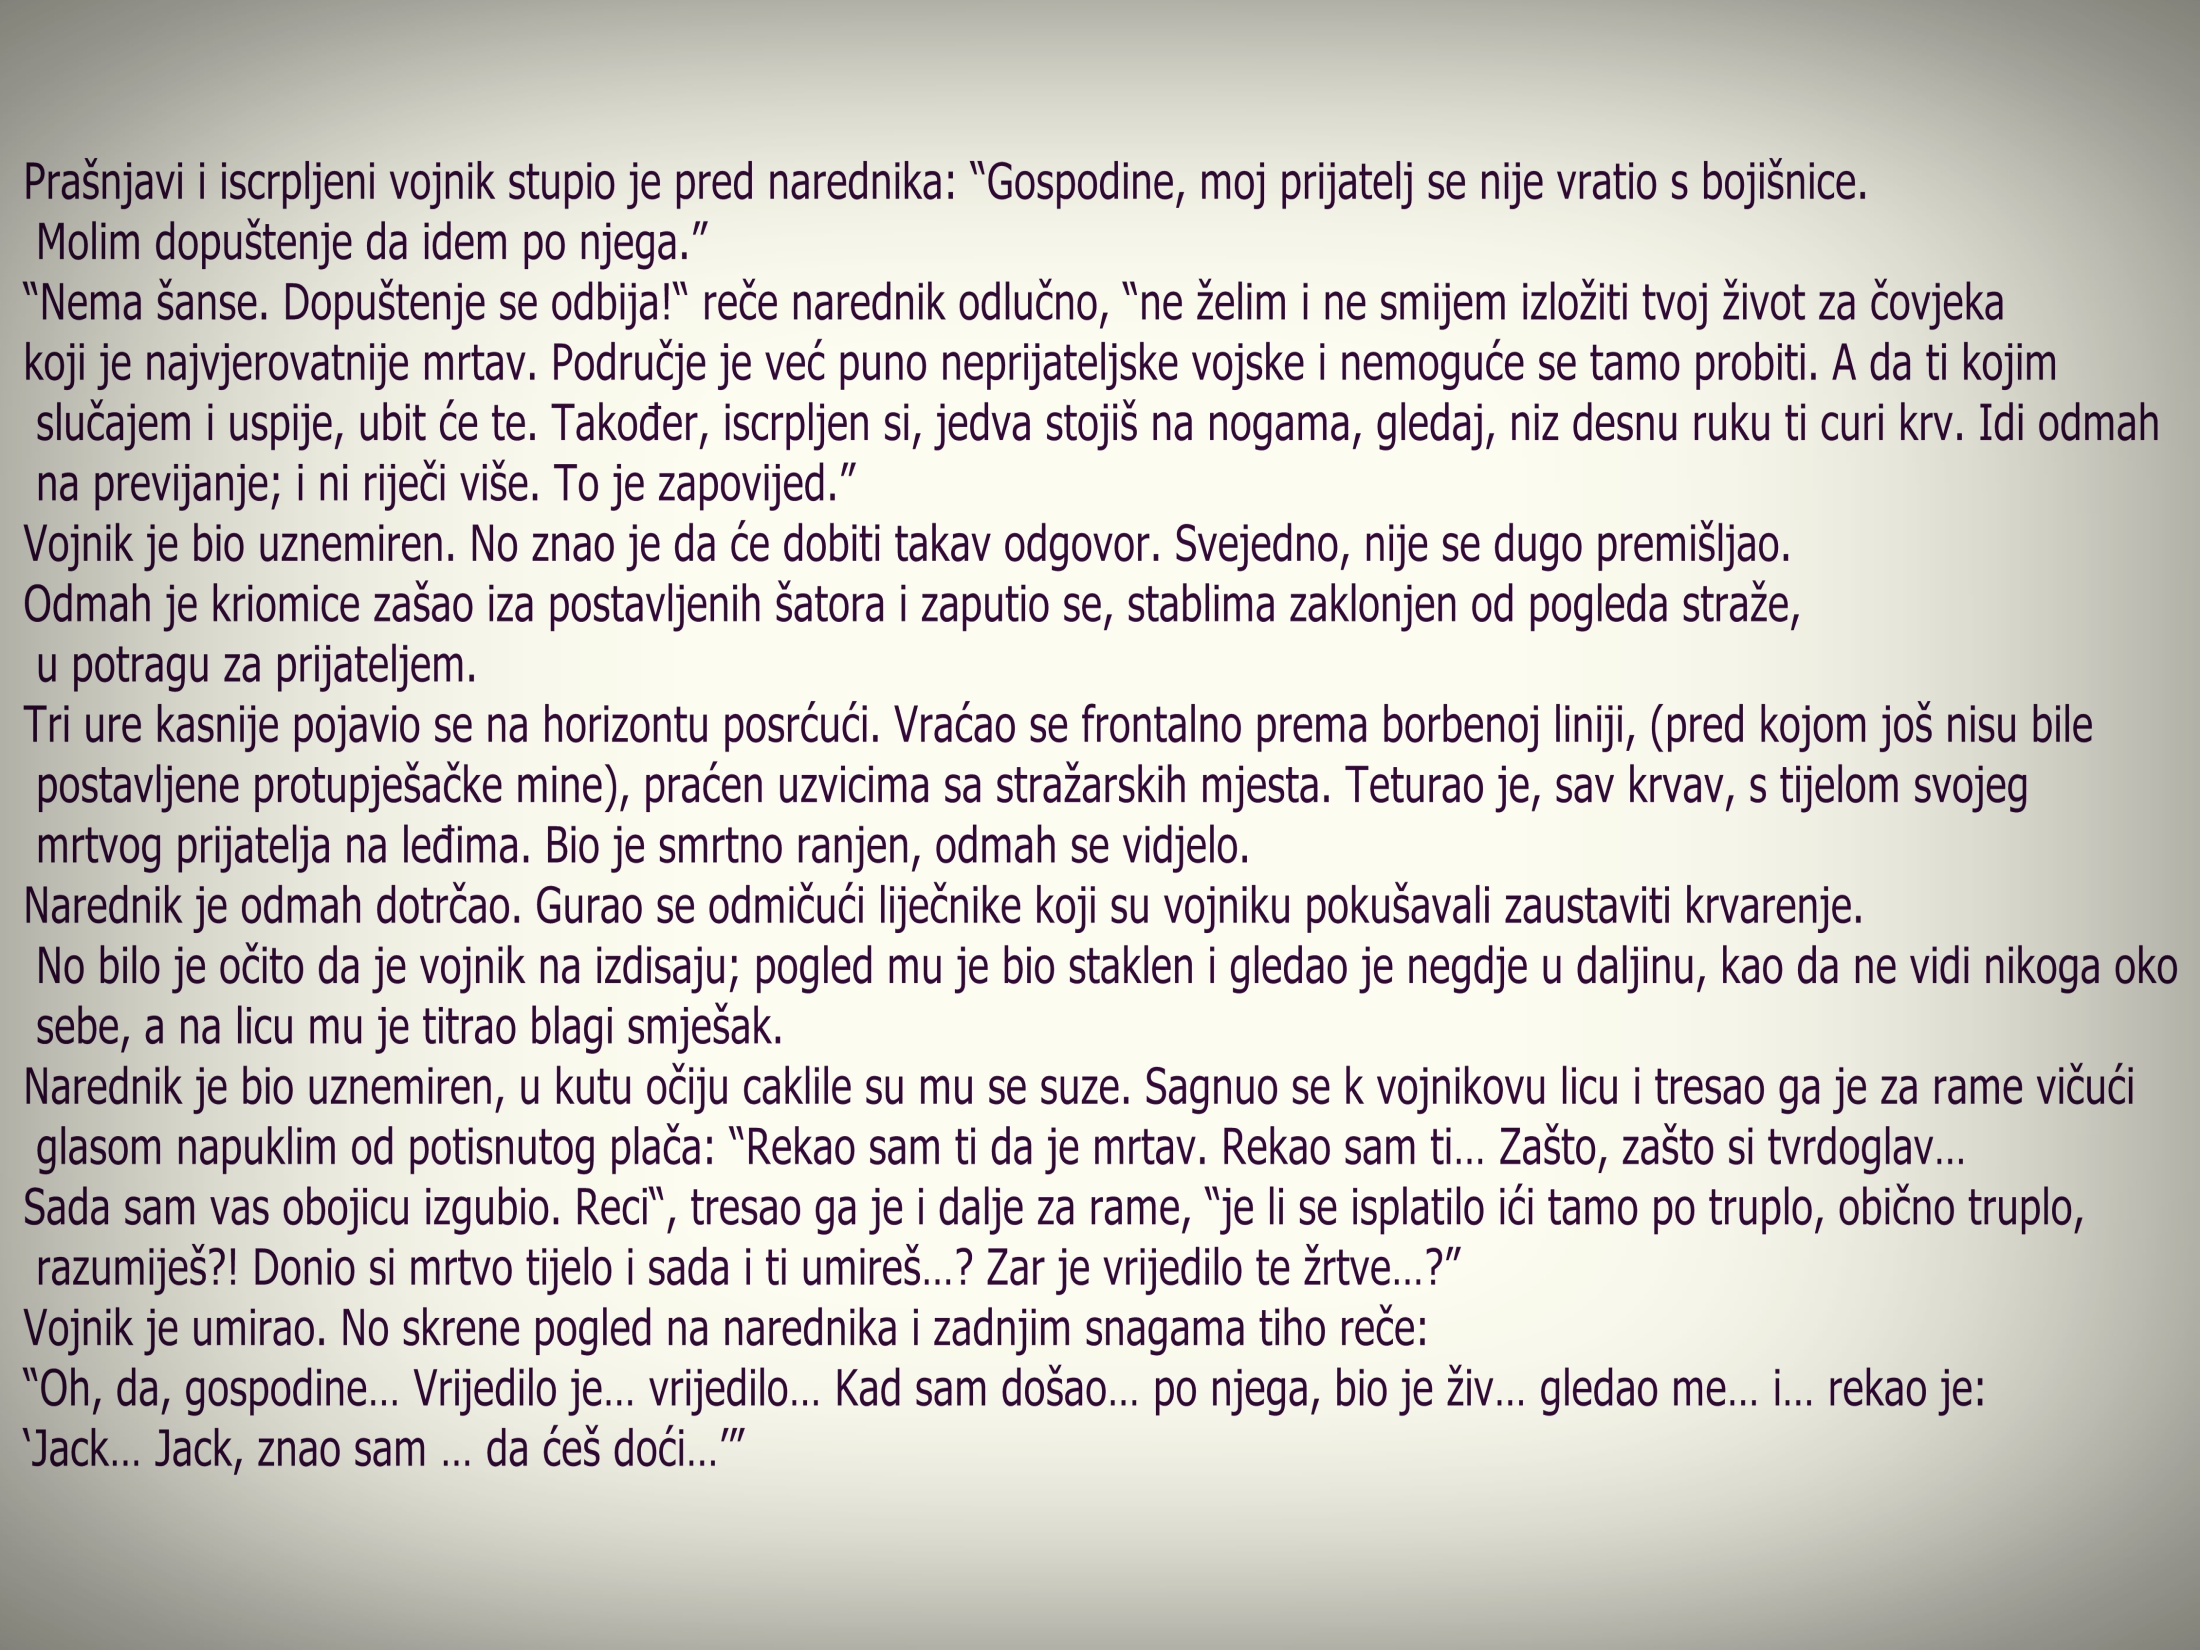 Prašnjavi i iscrpljeni vojnik stupio je pred narednika: “Gospodine, moj prijatelj se nije vratio s bojišnice.
Molim dopuštenje da idem po njega.”
“Nema šanse. Dopuštenje se odbija!“ reče narednik odlučno, “ne želim i ne smijem izložiti tvoj život za čovjeka
koji je najvjerovatnije mrtav. Područje je već puno neprijateljske vojske i nemoguće se tamo probiti. A da ti kojim
slučajem i uspije, ubit će te. Također, iscrpljen si, jedva stojiš na nogama, gledaj, niz desnu ruku ti curi krv. Idi odmah
na previjanje; i ni riječi više. To je zapovijed.”
Vojnik je bio uznemiren. No znao je da će dobiti takav odgovor. Svejedno, nije se dugo premišljao.
Odmah je kriomice zašao iza postavljenih šatora i zaputio se, stablima zaklonjen od pogleda straže,
u potragu za prijateljem.
Tri ure kasnije pojavio se na horizontu posrćući. Vraćao se frontalno prema borbenoj liniji, (pred kojom još nisu bile
postavljene protupješačke mine), praćen uzvicima sa stražarskih mjesta. Teturao je, sav krvav, s tijelom svojeg
mrtvog prijatelja na leđima. Bio je smrtno ranjen, odmah se vidjelo.
Narednik je odmah dotrčao. Gurao se odmičući liječnike koji su vojniku pokušavali zaustaviti krvarenje.
No bilo je očito da je vojnik na izdisaju; pogled mu je bio staklen i gledao je negdje u daljinu, kao da ne vidi nikoga oko
sebe, a na licu mu je titrao blagi smješak.
Narednik je bio uznemiren, u kutu očiju caklile su mu se suze. Sagnuo se k vojnikovu licu i tresao ga je za rame vičući
glasom napuklim od potisnutog plača: “Rekao sam ti da je mrtav. Rekao sam ti… Zašto, zašto si tvrdoglav…
Sada sam vas obojicu izgubio. Reci“, tresao ga je i dalje za rame, “je li se isplatilo ići tamo po truplo, obično truplo,
razumiješ?! Donio si mrtvo tijelo i sada i ti umireš…? Zar je vrijedilo te žrtve…?”
Vojnik je umirao. No skrene pogled na narednika i zadnjim snagama tiho reče:
“Oh, da, gospodine… Vrijedilo je… vrijedilo… Kad sam došao… po njega, bio je živ… gledao me… i… rekao je:
‘Jack… Jack, znao sam … da ćeš doći…’”